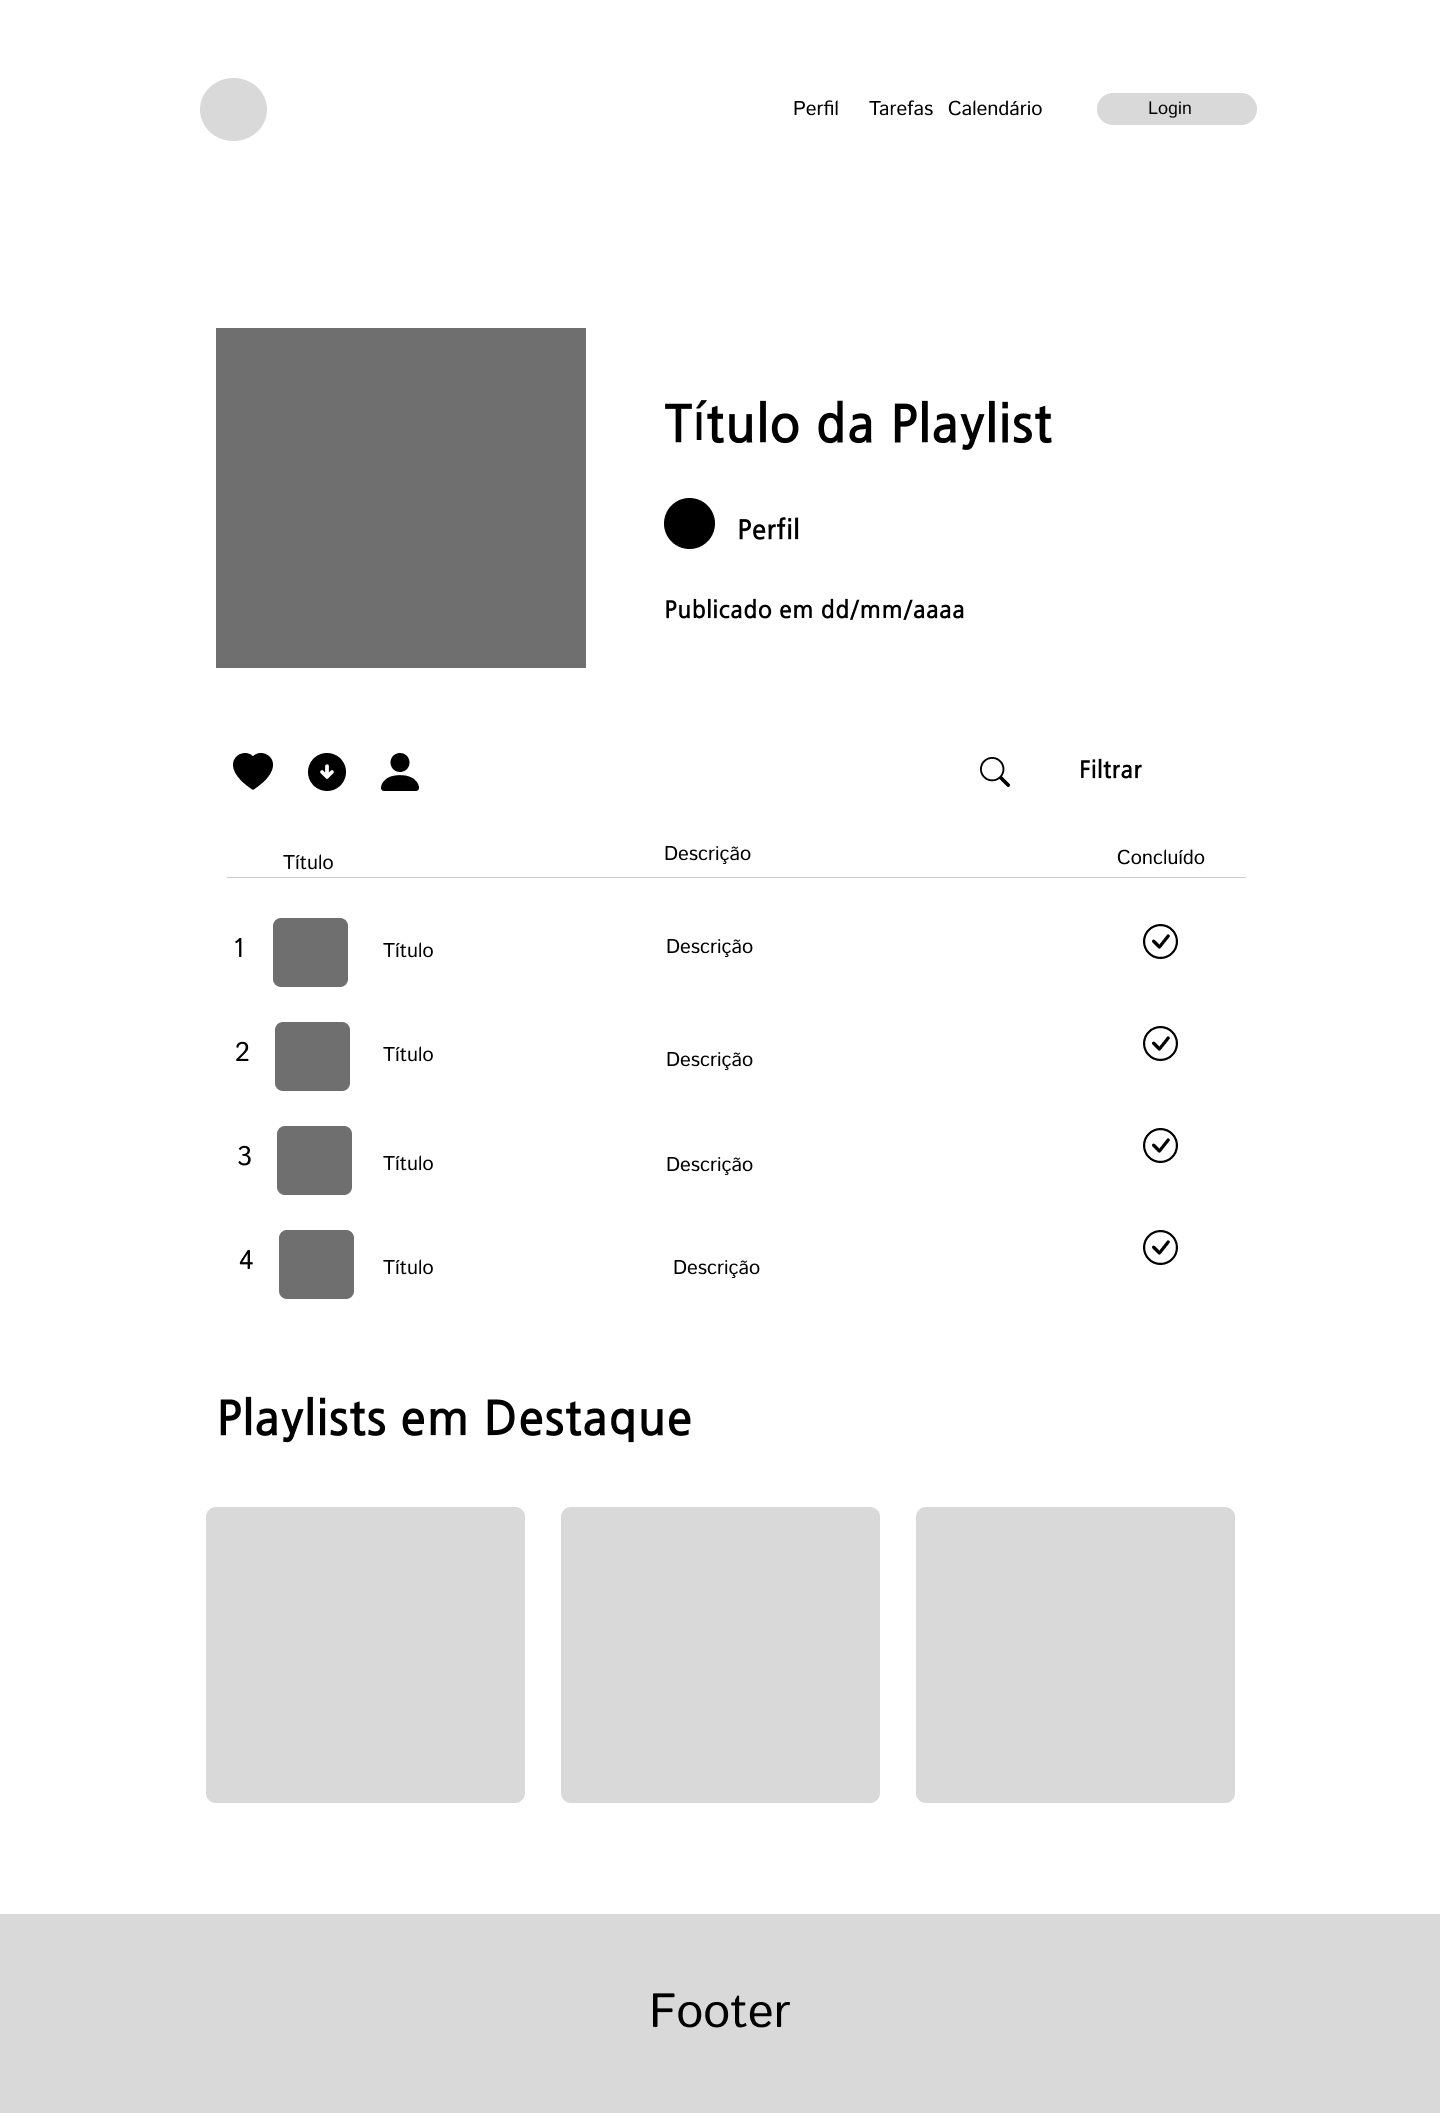 Perfil Tarefas Calendário Login
Título da Playlist
Perfil
Publicado em dd/mm/aaaa
Filtrar
Título Descrição Concluído
1 Título Descrição
2 Título Descrição
3 Título Descrição
4 Título Descrição
Playlists em Destaque
Footer